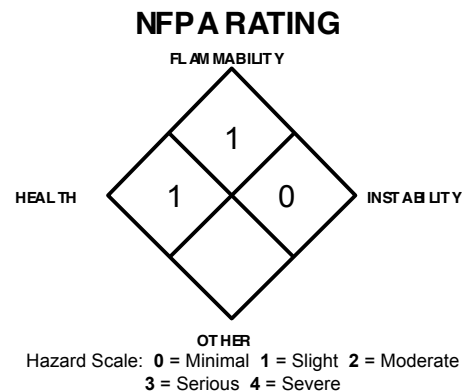 NFPA RATING
FLAMMABILITY
1
HEALTH 1 0 INSTABILITY
OTHER
Hazard Scale: 0 = Minimal 1 = Slight 2 = Moderate
3 = Serious 4 = Severe